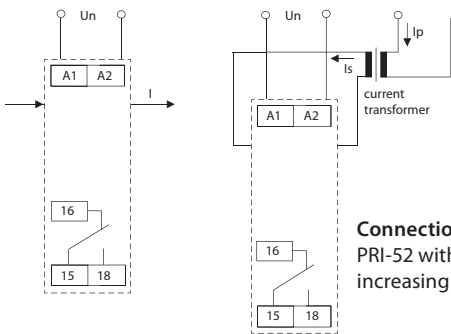 Un
A1 A2
I
16
15 18
Un
Ip
Is
current
transformer
A1 A2
16
15 18
PRI-52 with
increasing